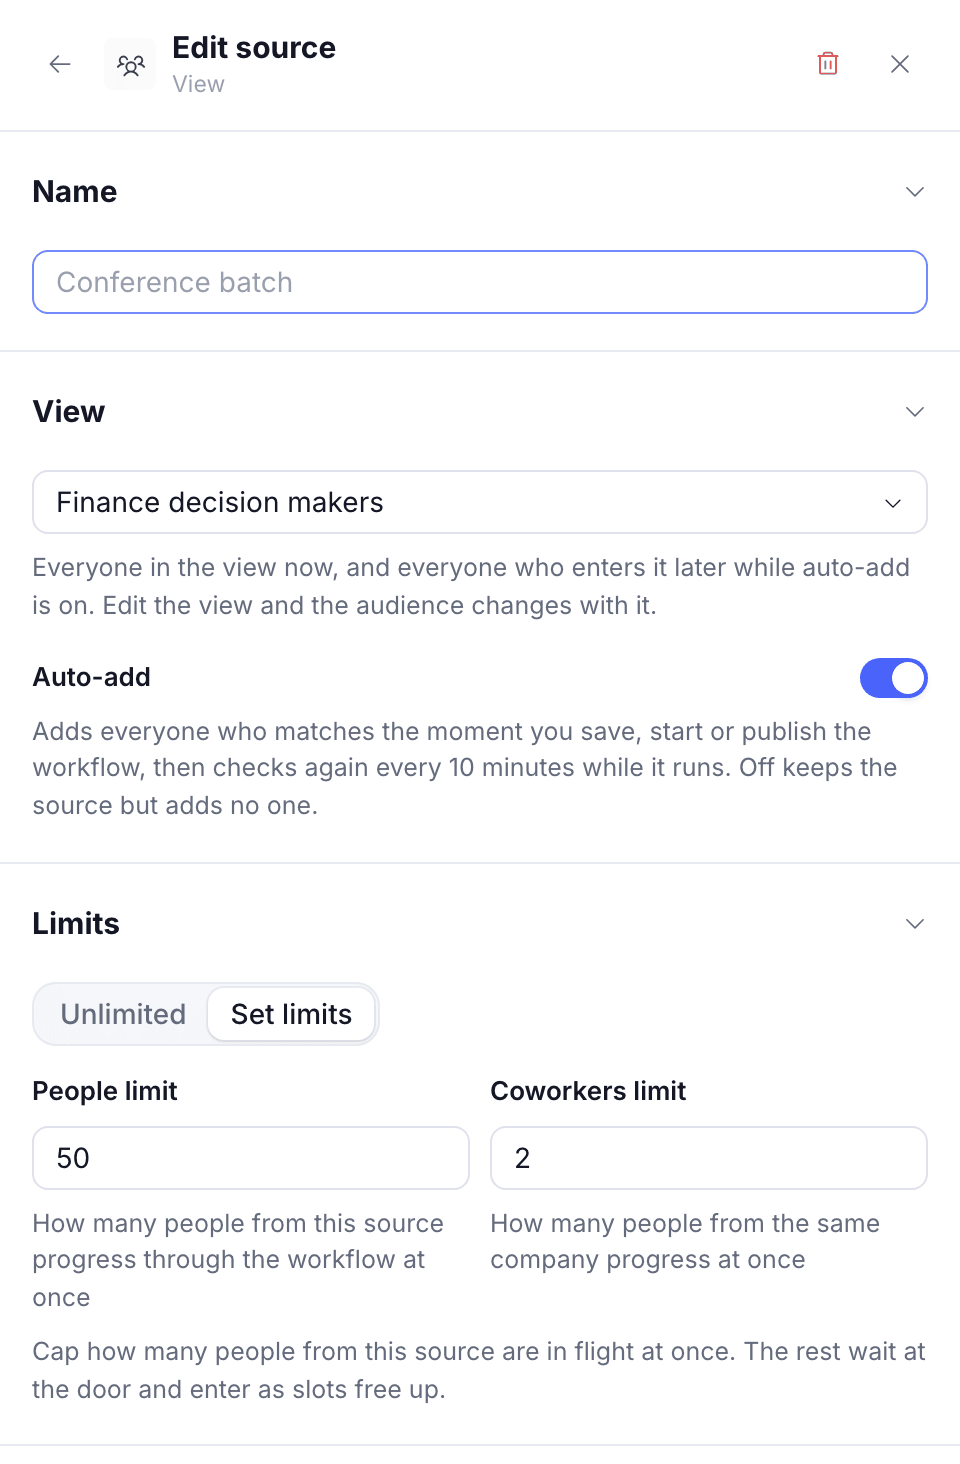 Edit source
View
Name
Conference batch
View
Finance decision makers
Everyone in the view now, and everyone who enters it later while auto-add
is on. Edit the view and the audience changes with it.
Auto-add
Adds everyone who matches the moment you save, start or publish the
workflow, then checks again every 10 minutes while it runs. Off keeps the
source but adds no one.
Limits
Unlimited
Set limits
People limit
50
How many people from this source
progress through the workflow at
once
Coworkers limit
2
How many people from the same
company progress at once
Cap how many people from this source are in flight at once. The rest wait at
the door and enter as slots free up.